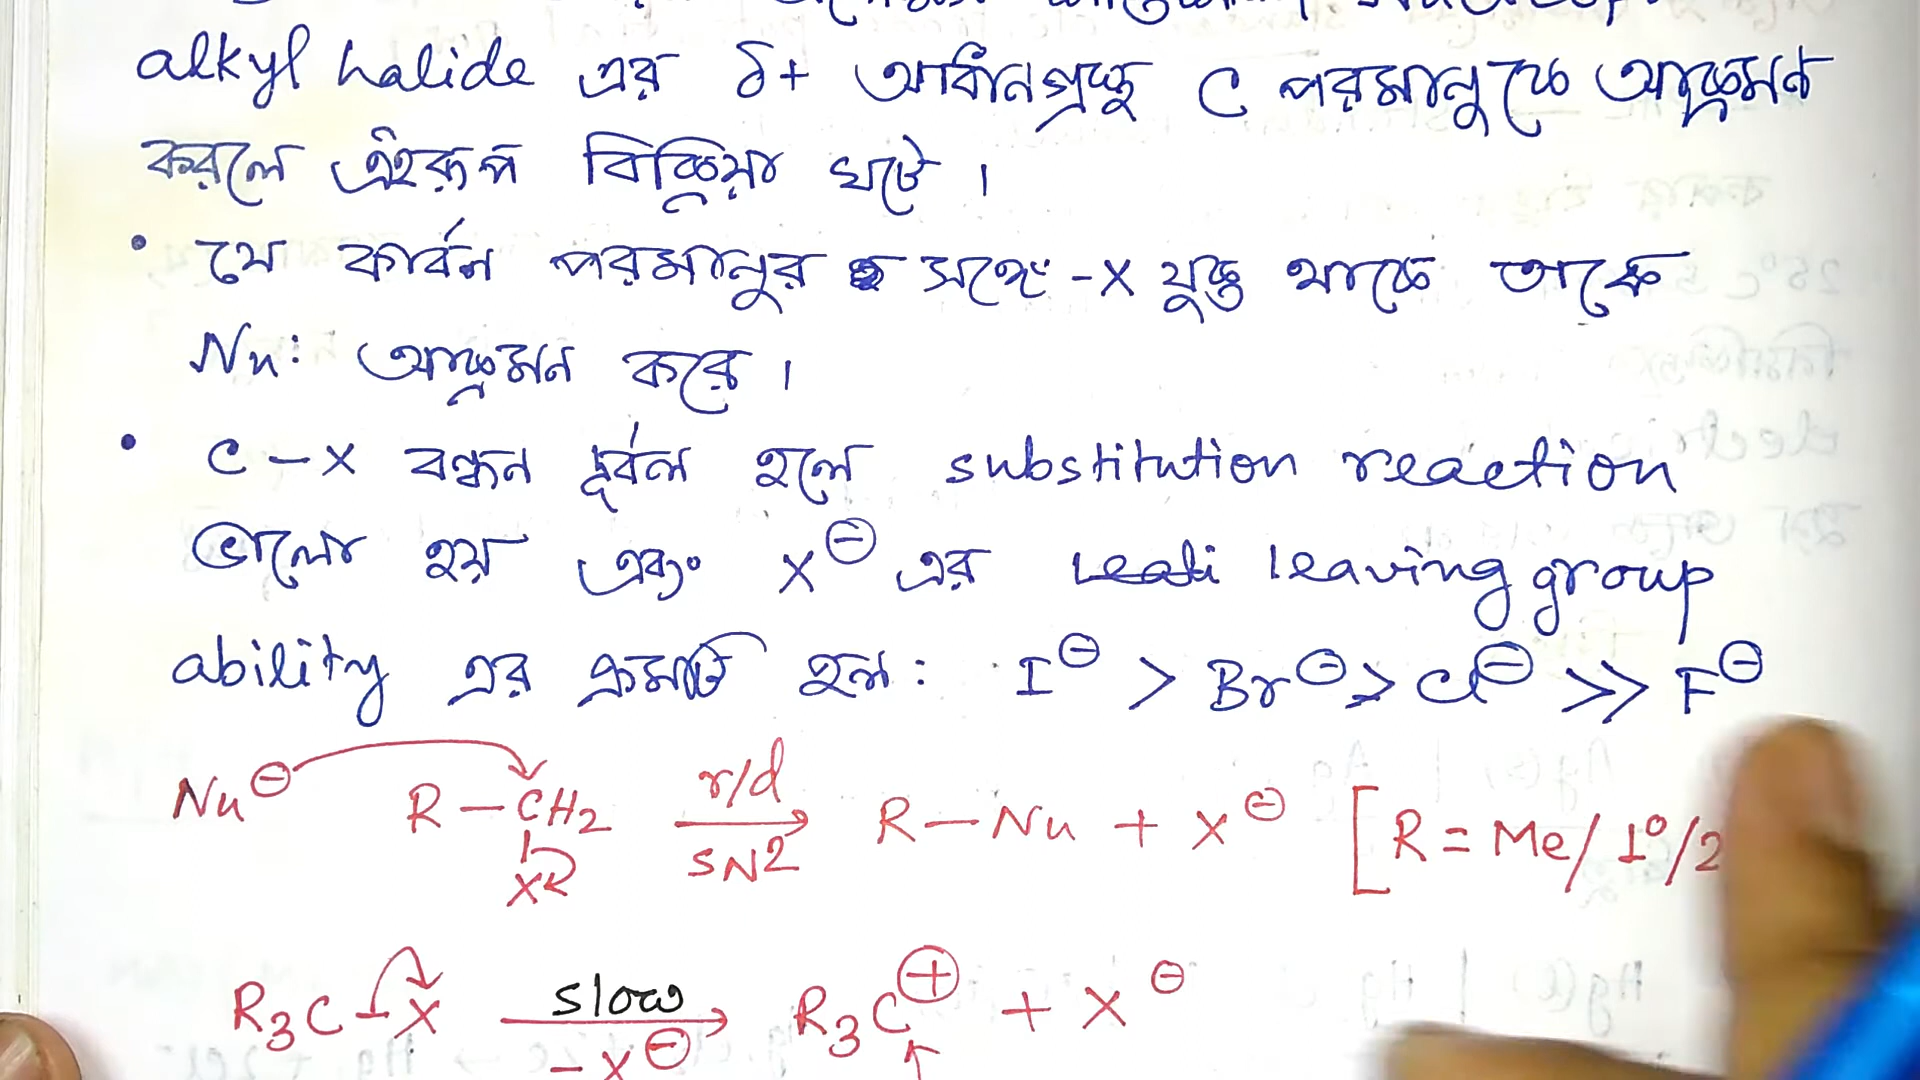 alkyl halide এর δ+ আধানগ্রস্ত C পরমানুকে আক্রমণ
করলে এইরূপ বিক্রিয়া ঘটে ।
• যে কার্বন পরমানুর সঙ্গে -X যুক্ত থাকে তাকে
Nu: আক্রমন করে ।
• C – X বন্ধন দূর্বল হলে substitution reaction
ভালো হয় এবং X⊖ এর leaving group
ability এর ক্রমটি হল : I⊖ > Br⊖ > Cl⊖ >> F⊖
Nu⊖ R – CH2 r/d R – Nu + X⊖ [R = Me/ 1°/2
X SN2
R3C – X slow R3C⊕ + X⊖
– X⊖